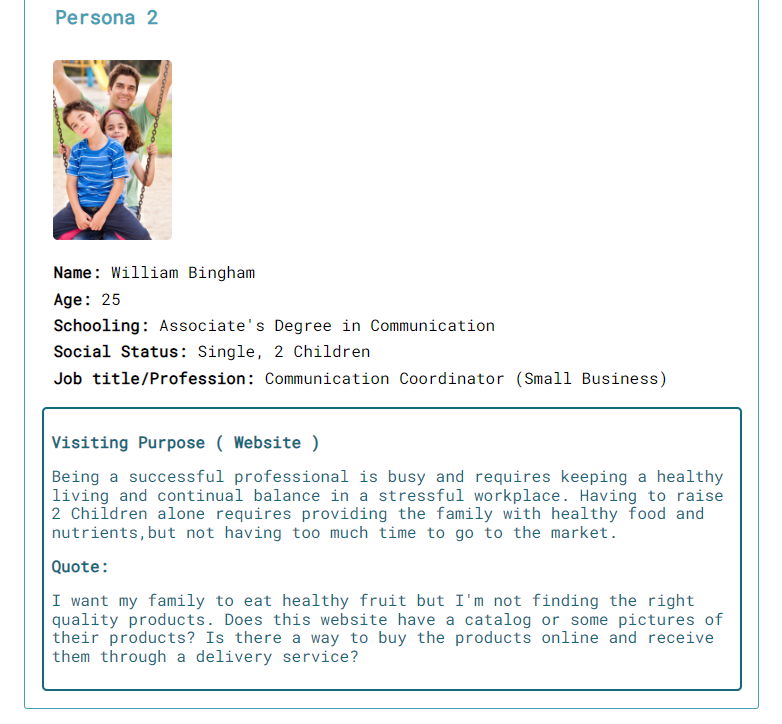 Persona 2
Name: William Bingham
Age: 25
Schooling: Associate's Degree in Communication
Social Status: Single, 2 Children
Job title/Profession: Communication Coordinator (Small Business)
Visiting Purpose ( Website )
Being a successful professional is busy and requires keeping a healthy
living and continual balance in a stressful workplace. Having to raise
2 Children alone requires providing the family with healthy food and
nutrients,but not having too much time to go to the market.
Quote:
I want my family to eat healthy fruit but I'm not finding the right
quality products. Does this website have a catalog or some pictures of
their products? Is there a way to buy the products online and receive
them through a delivery service?